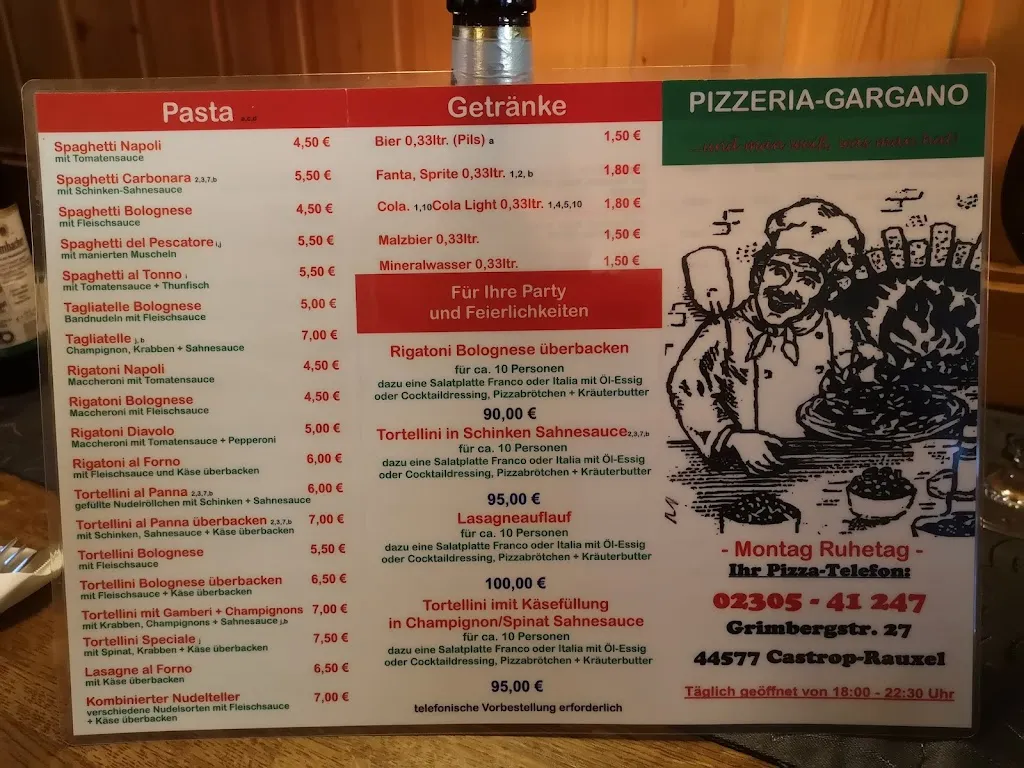 Pasta a,c,g
Spaghetti Napoli 4,50 €
mit Tomatensauce
Spaghetti Carbonara 2,3,7,b 5,50 €
mit Schinken-Sahnesauce
Spaghetti Bolognese 4,50 €
mit Fleischsauce
Spaghetti del Pescatore i,j 5,50 €
mit manierten Muscheln
Spaghetti al Tonno i 5,50 €
mit Tomatensauce + Thunfisch
Tagliatelle Bolognese 5,00 €
Bandnudeln mit Fleischsauce
Tagliatelle j,b 7,00 €
Champignon, Krabben + Sahnesauce
Rigatoni Napoli 4,50 €
Maccheroni mit Tomatensauce
Rigatoni Bolognese 4,50 €
Maccheroni mit Fleischsauce
Rigatoni Diavolo 5,00 €
Maccheroni mit Tomatensauce + Pepperoni
Rigatoni al Forno 6,00 €
mit Fleischsauce und Käse überbacken
Tortellini al Panna 2,3,7,b 6,00 €
gefüllte Nudelröllchen mit Schinken + Sahnesauce
Tortellini al Panna überbacken 2,3,7,b 7,00 €
mit Schinken, Sahnesauce + Käse überbacken
Tortellini Bolognese 5,50 €
mit Fleischsauce
Tortellini Bolognese überbacken 6,50 €
mit Fleischsauce + Käse überbacken
Tortellini mit Gamberi + Champignons 7,00 €
mit Krabben, Champignons + Sahnesauce j,b
Tortellini Speciale j 7,50 €
mit Spinat, Krabben + Käse überbacken
Lasagne al Forno 6,50 €
mit Käse überbacken
Kombinierter Nudelteller 7,00 €
verschiedene Nudelsorten mit Fleischsauce
+ Käse überbacken
Getränke
Bier 0,33ltr. (Pils) a 1,50 €
Fanta, Sprite 0,33ltr. 1,2, b 1,80 €
Cola. 1,10Cola Light 0,33ltr. 1,4,5,10 1,80 €
Malzbier 0,33ltr. 1,50 €
Mineralwasser 0,33ltr. 1,50 €
Für Ihre Party
und Feierlichkeiten
Rigatoni Bolognese überbacken
für ca. 10 Personen
dazu eine Salatplatte Franco oder Italia mit Öl-Essig
oder Cocktaildressing, Pizzabrötchen + Kräuterbutter
90,00 €
Tortellini in Schinken Sahnesauce2,3,7,b
für ca. 10 Personen
dazu eine Salatplatte Franco oder Italia mit Öl-Essig
oder Cocktaildressing, Pizzabrötchen + Kräuterbutter
95,00 €
Lasagneauflauf
für ca. 10 Personen
dazu eine Salatplatte Franco oder Italia mit Öl-Essig
oder Cocktaildressing, Pizzabrötchen + Kräuterbutter
100,00 €
Tortellini imit Käsefüllung
in Champignon/Spinat Sahnesauce
für ca. 10 Personen
dazu eine Salatplatte Franco oder Italia mit Öl-Essig
oder Cocktaildressing, Pizzabrötchen + Kräuterbutter
95,00 €
telefonische Vorbestellung erforderlich
PIZZERIA-GARGANO
- Montag Ruhetag -
Ihr Pizza-Telefon:
02305 - 41 247
Grimbergstr. 27
44577 Castrop-Rauxel
Täglich geöffnet von 18:00 - 22:30 Uhr